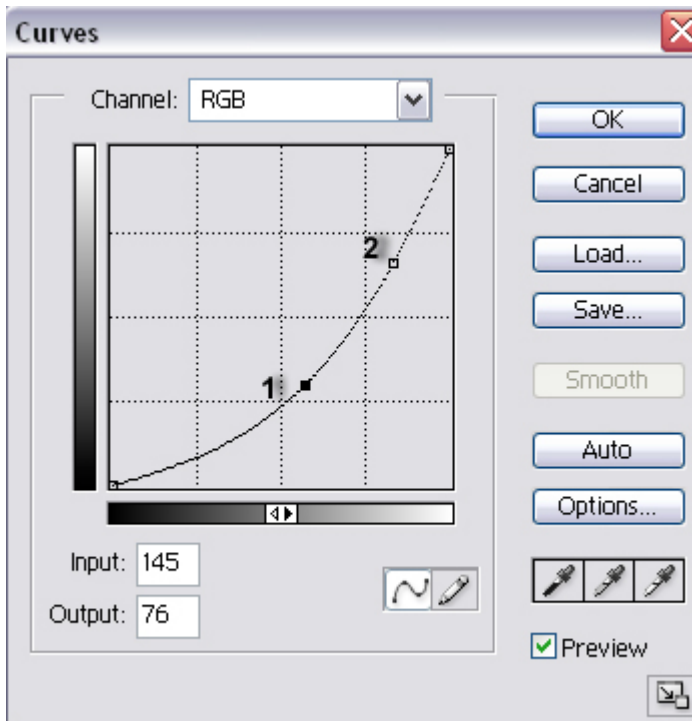 Curves
Channel: RGB
OK
Cancel
Load...
Save...
Smooth
Auto
Options...
Preview
2
1
Input: 145
Output: 76